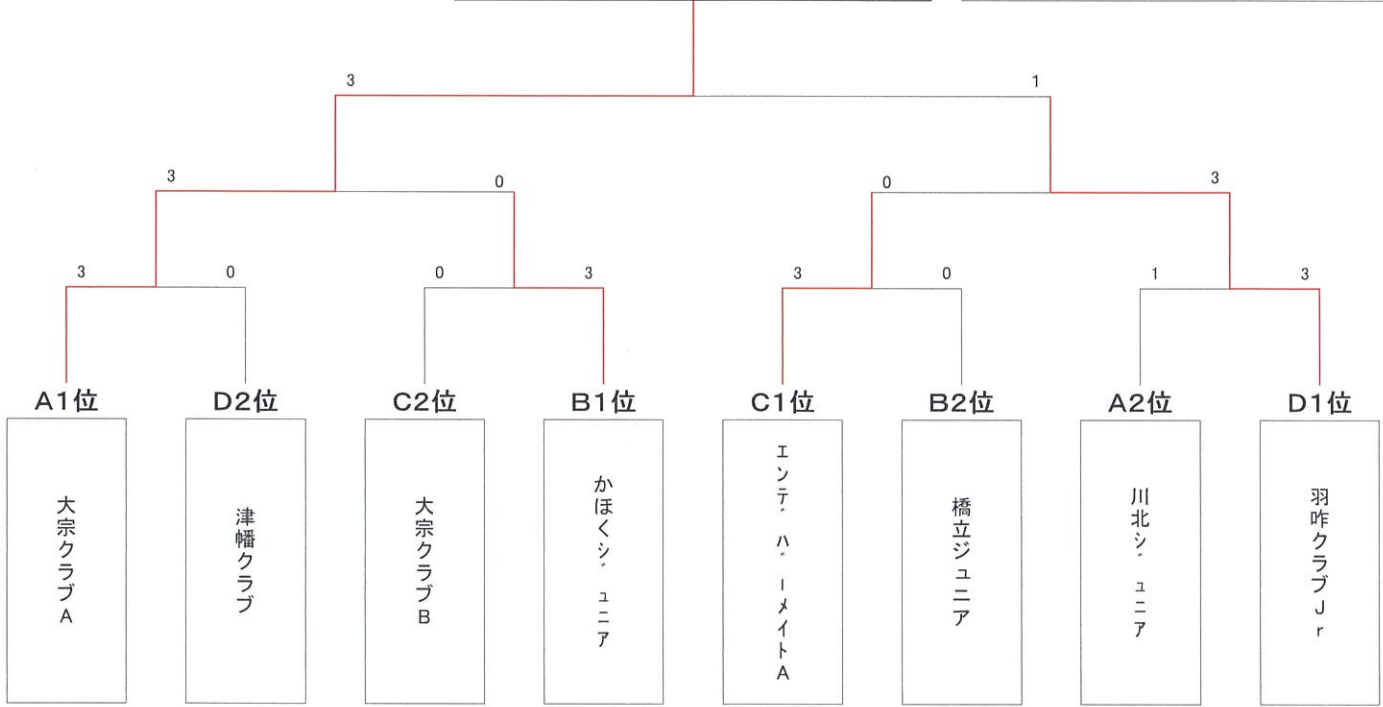 3
1
3
0
0
3
3
0
0
3
3
0
1
3
A1位
D2位
C2位
B1位
C1位
B2位
A2位
D1位
大宗クラブA
津幡クラブ
大宗クラブB
かほくジュニア
エンデバーメイトA
橋立ジュニア
川北ジュニア
羽咋クラブJr